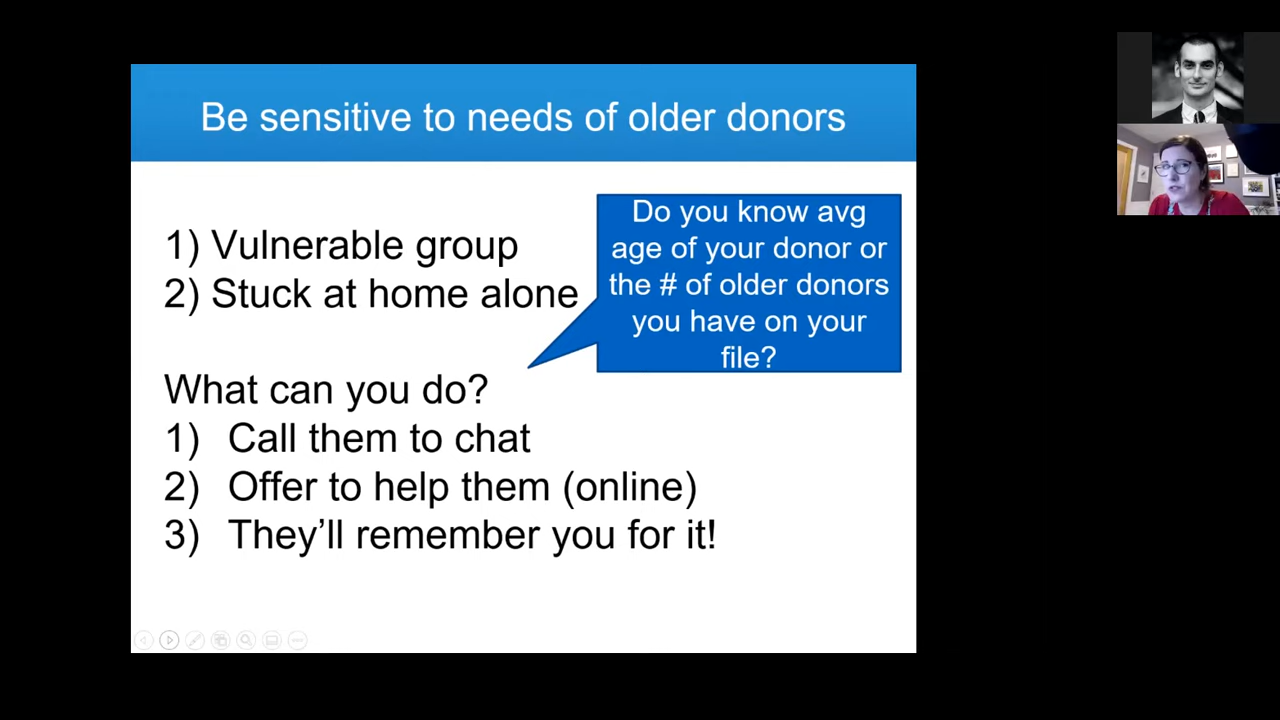 Be sensitive to needs of older donors
1) Vulnerable group
2) Stuck at home alone
Do you know avg
age of your donor or
the # of older donors
you have on your
file?
What can you do?
1) Call them to chat
2) Offer to help them (online)
3) They’ll remember you for it!